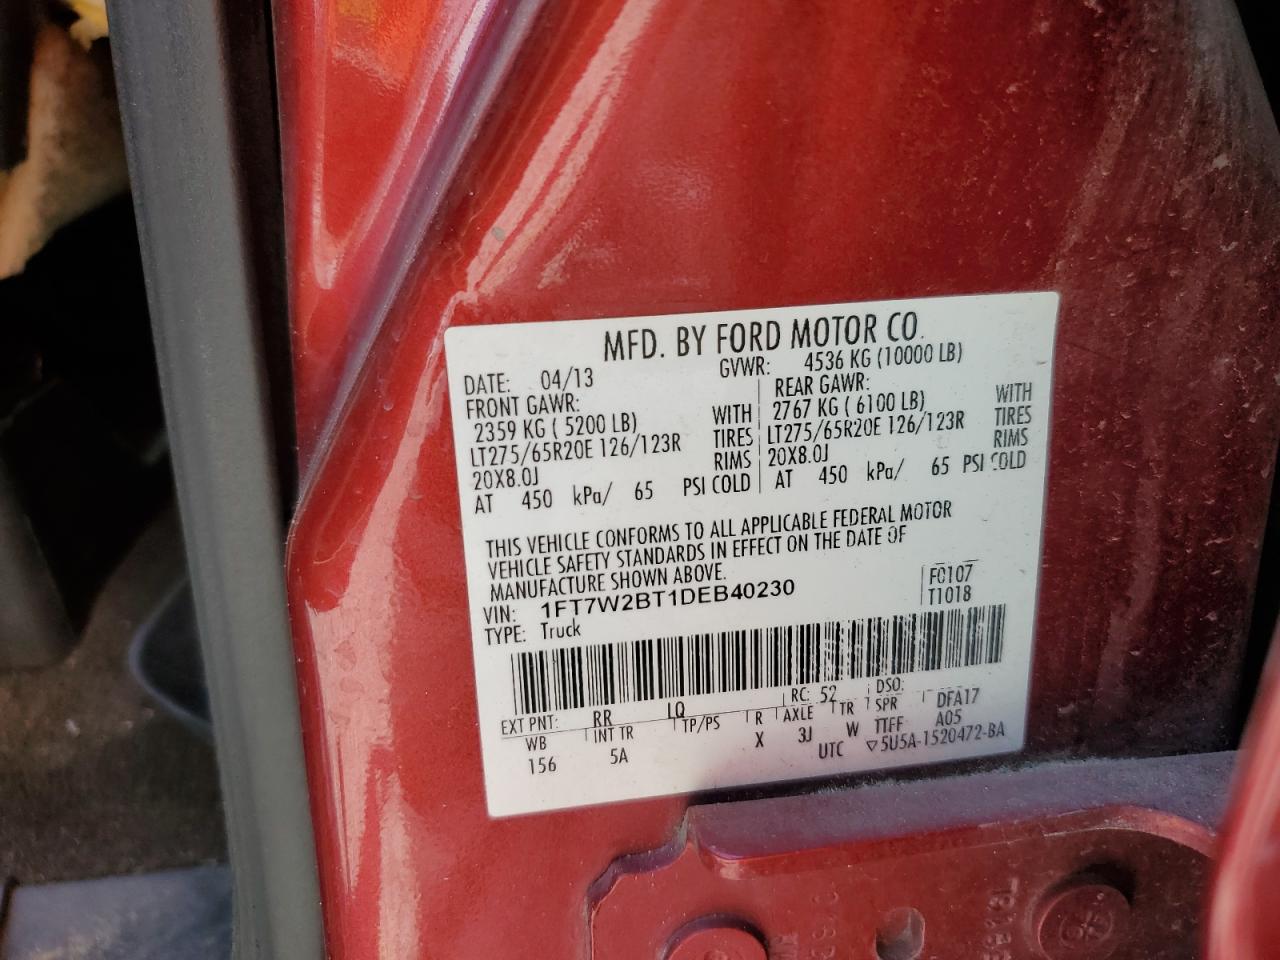 MFD. BY FORD MOTOR CO.
DATE: 04/13 GVWR: 4536 KG (10000 LB)
FRONT GAWR: REAR GAWR:
2359 KG ( 5200 LB) WITH 2767 KG ( 6100 LB) WITH
LT275/65R20E 126/123R TIRES LT275/65R20E 126/123R TIRES
20X8.0J RIMS 20X8.0J RIMS
AT 450 kPa/ 65 PSI COLD AT 450 kPa/ 65 PSI COLD
THIS VEHICLE CONFORMS TO ALL APPLICABLE FEDERAL MOTOR
VEHICLE SAFETY STANDARDS IN EFFECT ON THE DATE OF
MANUFACTURE SHOWN ABOVE.
VIN: 1FT7W2BT1DEB40230 F0107
TYPE: Truck T1018
EXT PNT: RR LQ RC: 52 DSO:
WB INT TR TP/PS R AXLE TR SPR DFA17
156 5A X 3J W TTFF A05
UTC ▽5U5A-1520472-BA